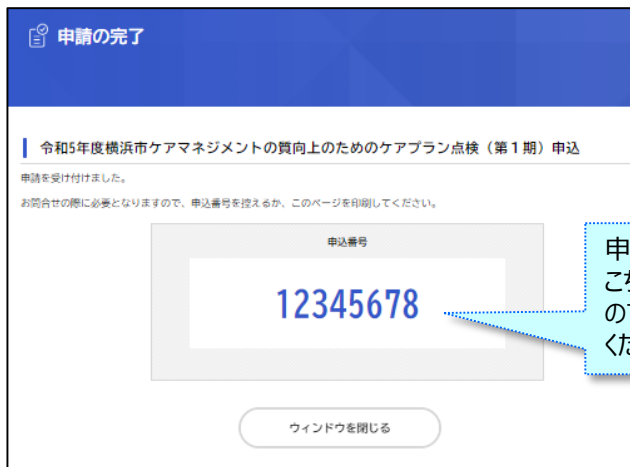 申請の完了
令和5年度横浜市ケアマネジメントの質向上のためのケアプラン点検（第1期）申込
申請を受け付けました。
お問合せの際に必要となりますので、申込番号を控えるか、このページを印刷してください。
申込番号
12345678
申
こち
ので
くだ
ウィンドウを閉じる